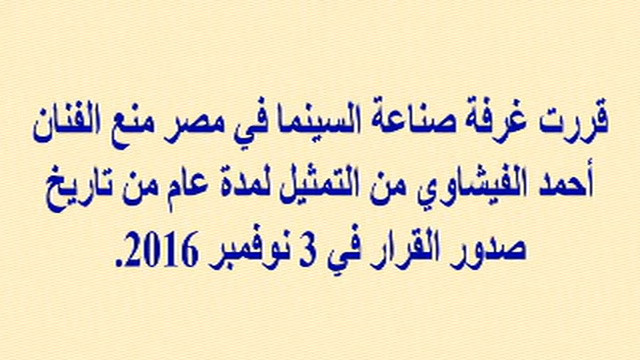 قررت غرفة صناعة السينما في مصر منع الفنان
أحمد الفيشاوي من التمثيل لمدة عام من تاريخ
صدور القرار في 3 نوفمبر 2016.